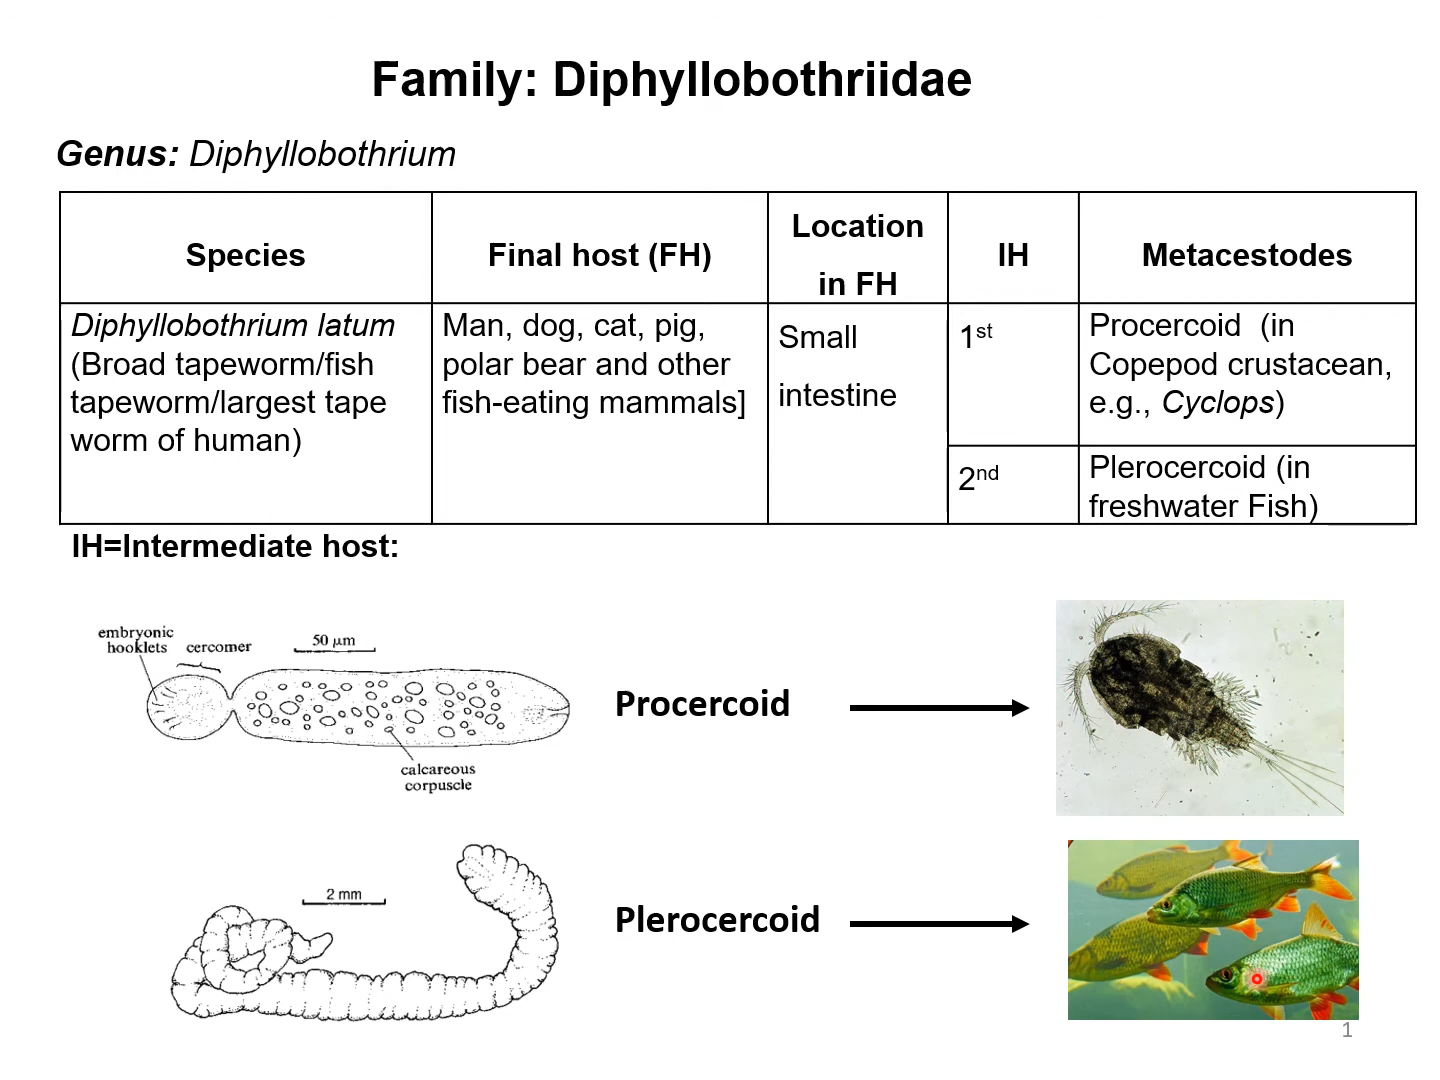 Family: Diphyllobothriidae
Genus: Diphyllobothrium
Species
Final host (FH)
Location
in FH
IH
Metacestodes
Diphyllobothrium latum
(Broad tapeworm/fish
tapeworm/largest tape
worm of human)
Man, dog, cat, pig,
polar bear and other
fish-eating mammals]
Small
intestine
1st
Procercoid (in
Copepod crustacean,
e.g., Cyclops)
2nd
Plerocercoid (in
freshwater Fish)
IH=Intermediate host:
embryonic
hooklets
cercomer
50 µm
calcareous
corpuscle
Procercoid
2 mm
Plerocercoid
1